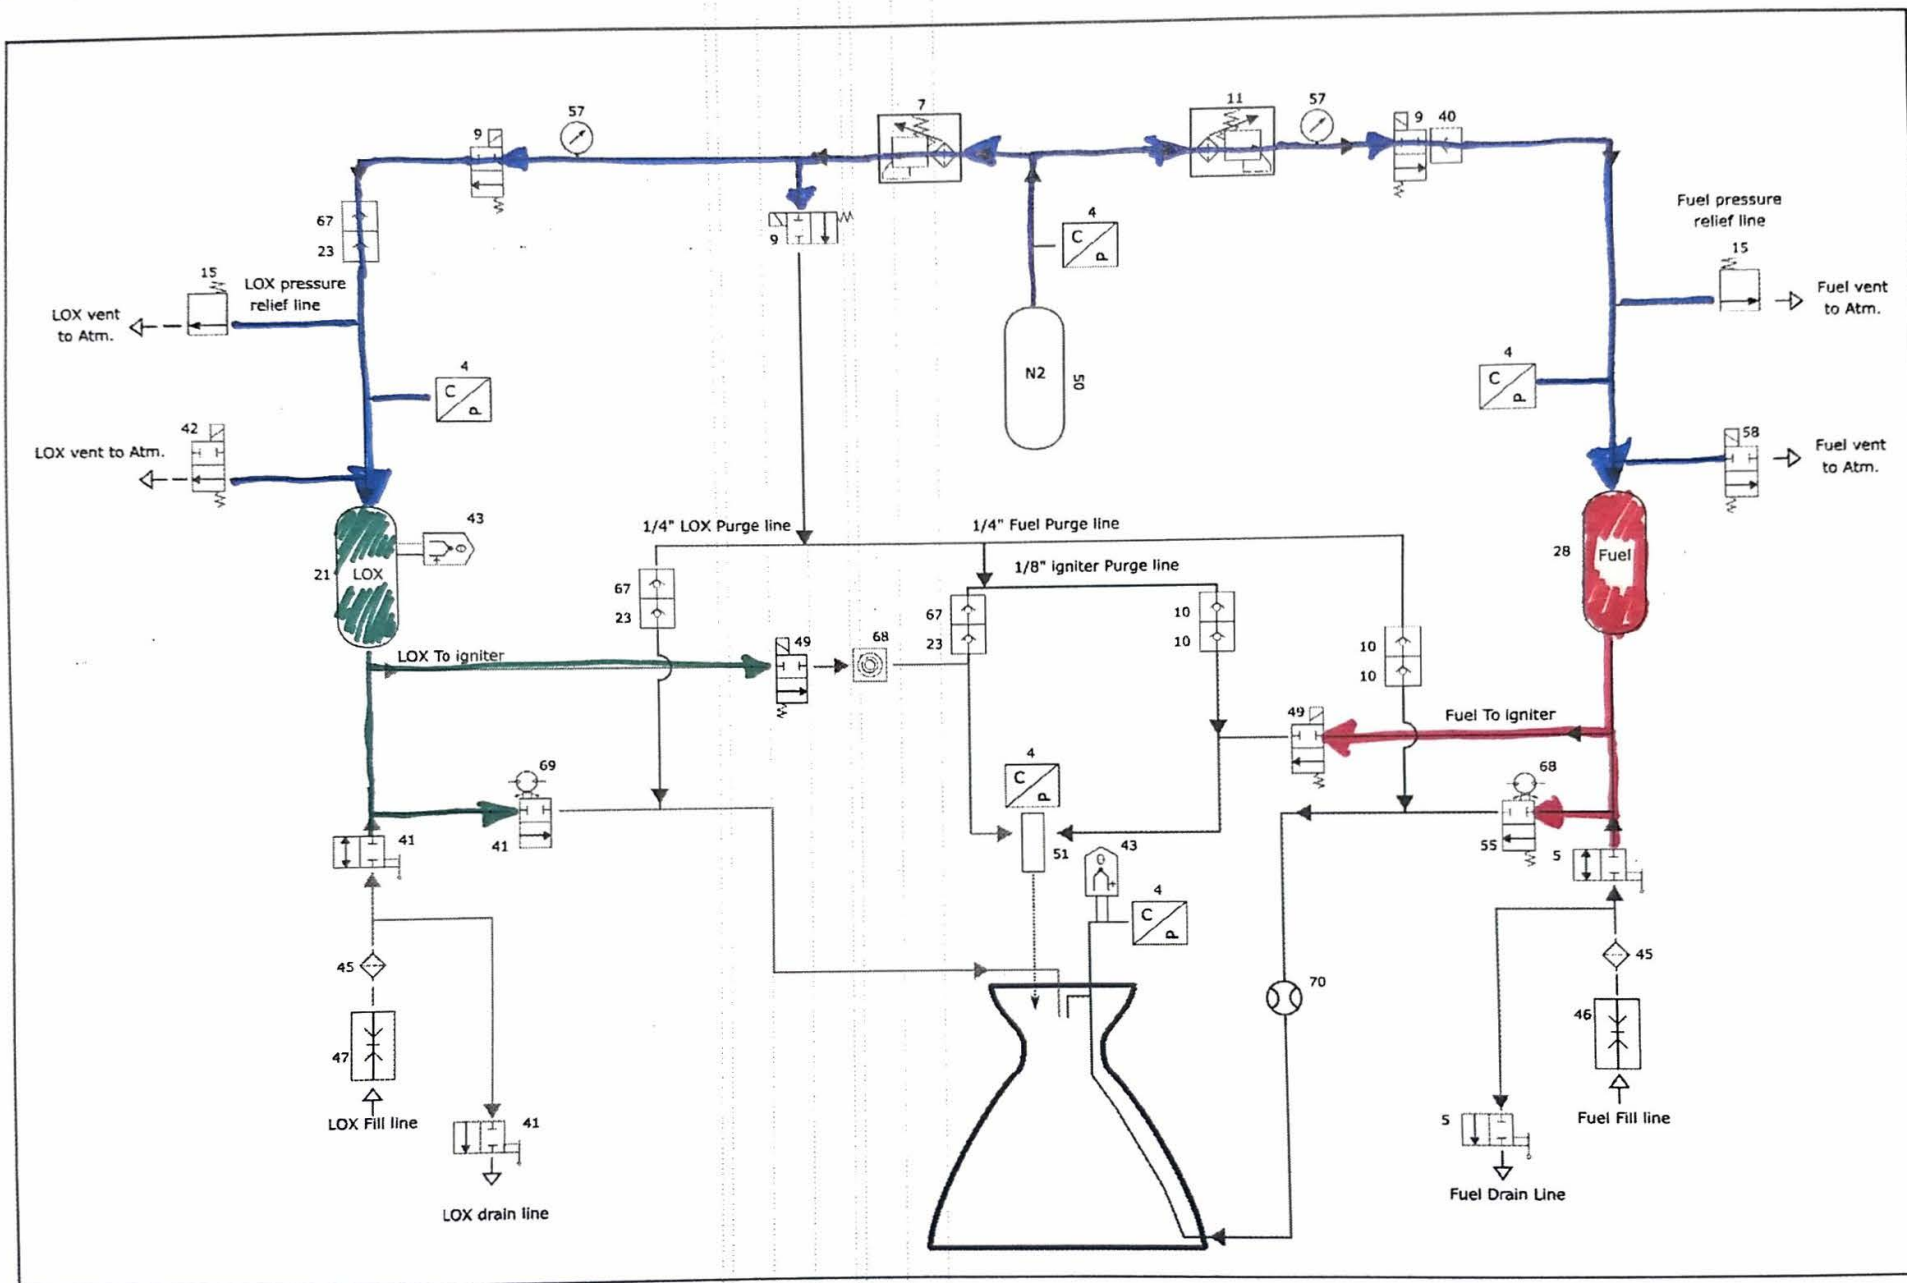 57
7
11
57
9
9
40
67
23
9
4
C
P
Fuel pressure
relief line
15
15
LOX pressure
relief line
LOX vent
to Atm.
Fuel vent
to Atm.
4
C
P
N2
50
4
C
P
42
LOX vent to Atm.
58
Fuel vent
to Atm.
43
θ
21
LOX
1/4" LOX Purge line
1/4" Fuel Purge line
28
Fuel
1/8" igniter Purge line
67
23
67
23
10
10
10
10
LOX To igniter
49
68
49
Fuel To igniter
69
41
4
C
P
68
55
41
51
43
θ
5
4
C
P
45
45
70
47
46
LOX Fill line
41
5
Fuel Fill line
LOX drain line
Fuel Drain Line